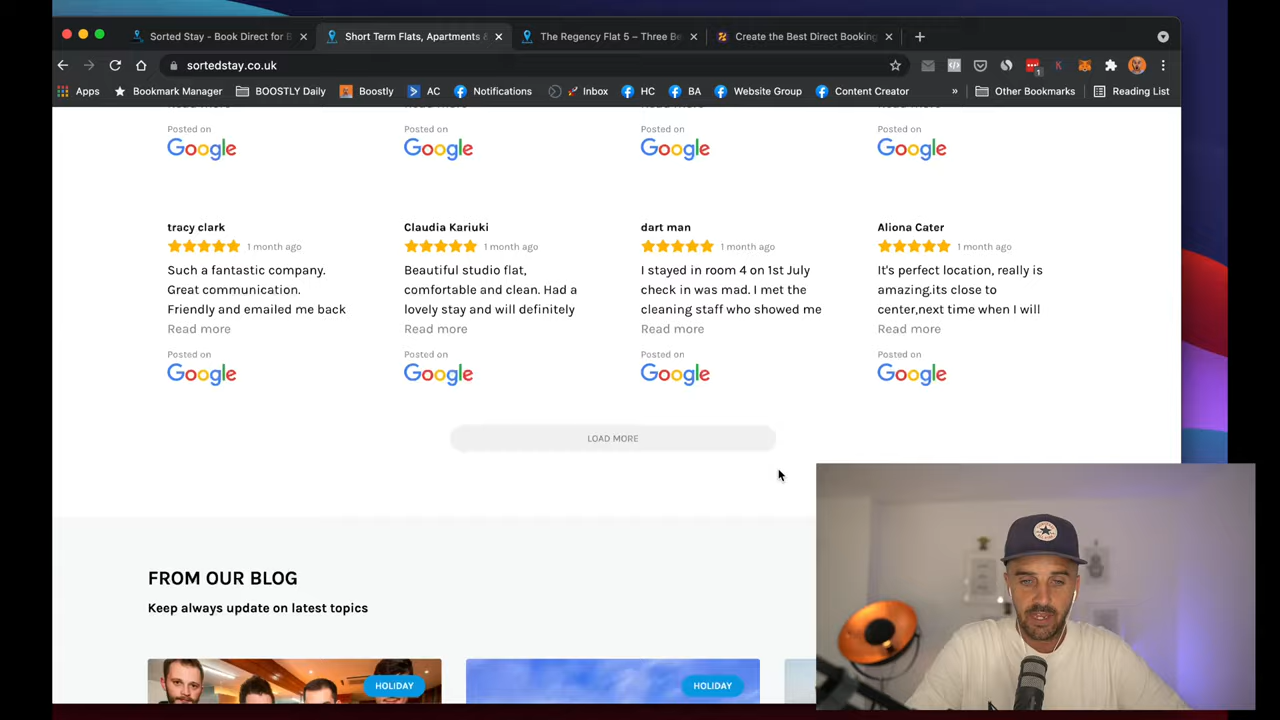 Sorted Stay - Book Direct for B
Short Term Flats, Apartments &
The Regency Flat 5 – Three Be
Create the Best Direct Booking
sortedstay.co.uk
1
Apps
Bookmark Manager
BOOSTLY Daily
Boostly
AC
Notifications
Inbox
HC
BA
Website Group
Content Creator
»
Other Bookmarks
Reading List
Posted on
Google
Posted on
Google
Posted on
Google
Posted on
Google
tracy clark
1 month ago
Such a fantastic company.
Great communication.
Friendly and emailed me back
Read more
Posted on
Google
Claudia Kariuki
1 month ago
Beautiful studio flat,
comfortable and clean. Had a
lovely stay and will definitely
Read more
Posted on
Google
dart man
1 month ago
I stayed in room 4 on 1st July
check in was mad. I met the
cleaning staff who showed me
Read more
Posted on
Google
Aliona Cater
1 month ago
It's perfect location, really is
amazing.its close to
center,next time when I will
Read more
Posted on
Google
LOAD MORE
FROM OUR BLOG
Keep always update on latest topics
HOLIDAY
HOLIDAY